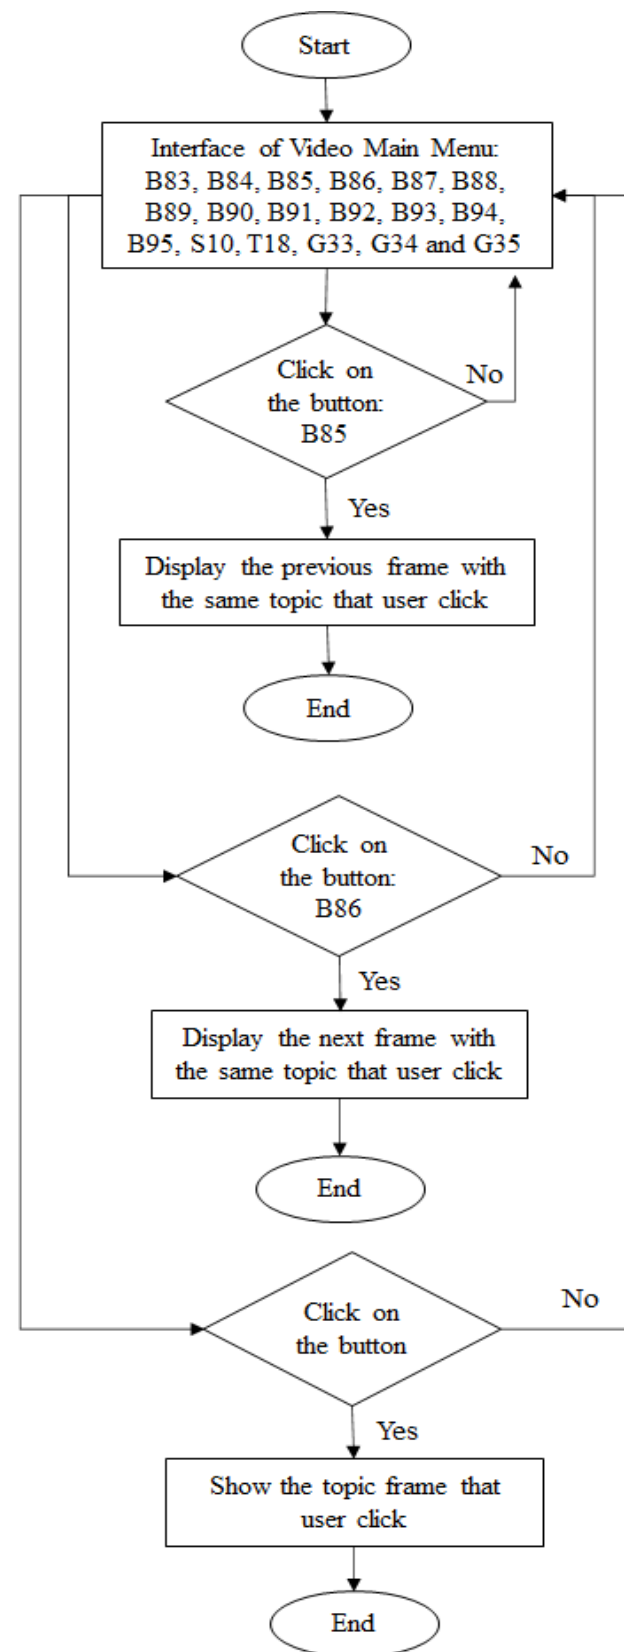 Start
Interface of Video Main Menu:
B83, B84, B85, B86, B87, B88,
B89, B90, B91, B92, B93, B94,
B95, S10, T18, G33, G34 and G35
Click on
the button:
B85
No
Yes
Display the previous frame with
the same topic that user click
End
Click on
the button:
B86
No
Yes
Display the next frame with
the same topic that user click
End
Click on
the button
No
Yes
Show the topic frame that
user click
End